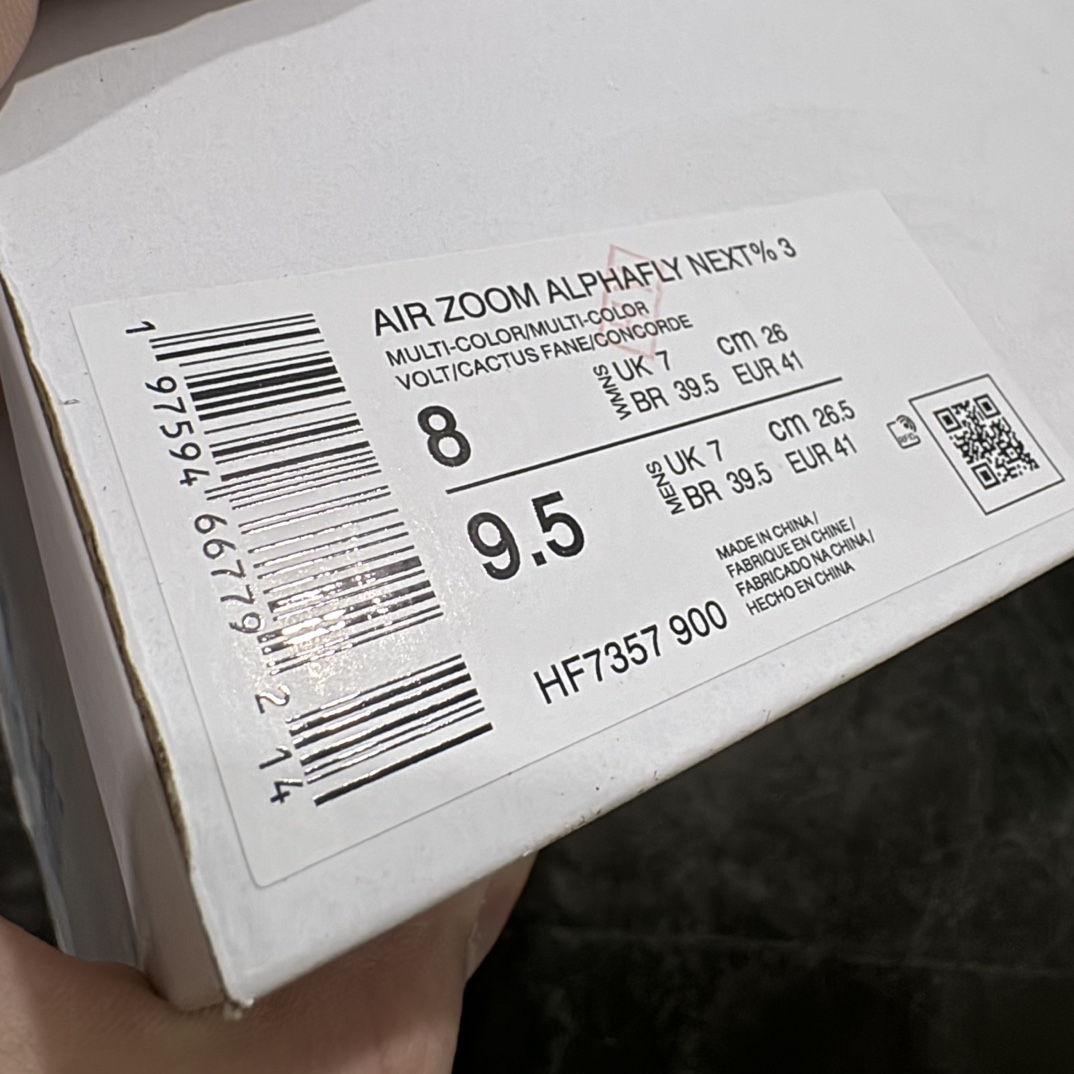 AIR ZOOM ALPHAFLY NEXT% 3
MULTI-COLOR/MULTI-COLOR
VOLT/CACTUS FANE/CONCORDE
8
WMNS
UK 7 cm 26
BR 39.5 EUR 41
9.5
MENS
UK 7 cm 26.5
BR 39.5 EUR 41
RFID
MADE IN CHINA/
FABRIQUE EN CHINE/
FABRICADO NA CHINA/
HECHO EN CHINA
HF7357 900
1 97594 66779 2 14